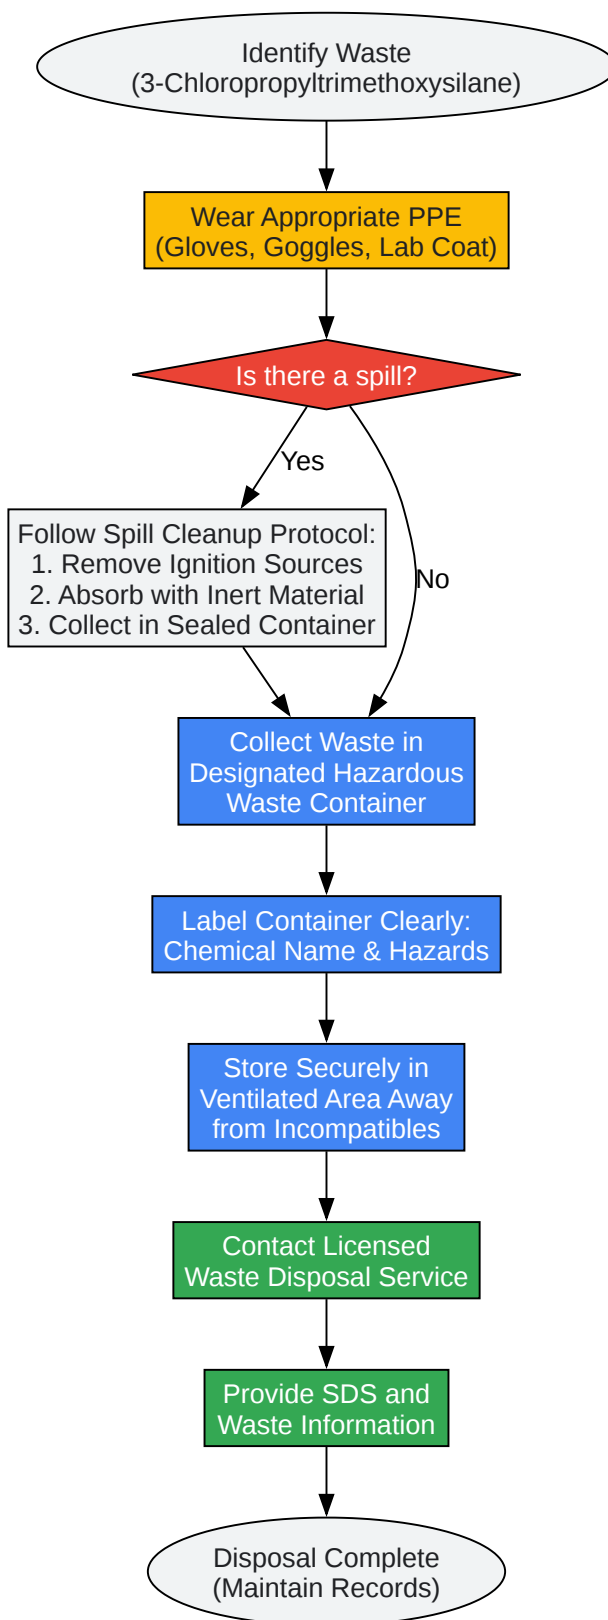 Identify Waste
(3-Chloropropyltrimethoxysilane)
Wear Appropriate PPE
(Gloves, Goggles, Lab Coat)
Is there a spill?
Yes
No
Follow Spill Cleanup Protocol:
1. Remove Ignition Sources
2. Absorb with Inert Material
3. Collect in Sealed Container
Collect Waste in
Designated Hazardous
Waste Container
Label Container Clearly:
Chemical Name & Hazards
Store Securely in
Ventilated Area Away
from Incompatibles
Contact Licensed
Waste Disposal Service
Provide SDS and
Waste Information
Disposal Complete
(Maintain Records)